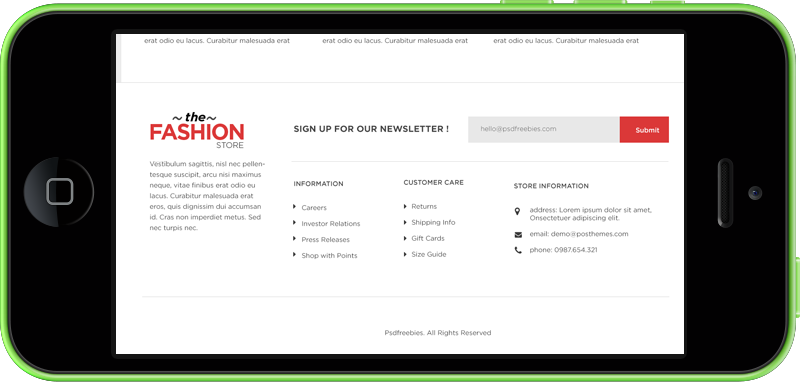 erat odio eu lacus. Curabitur malesuada erat
erat odio eu lacus. Curabitur malesuada erat
erat odio eu lacus. Curabitur malesuada erat
~ the ~
FASHION
STORE
Vestibulum sagittis, nisl nec pellen-
tesque suscipit, arcu nisi maximus
neque, vitae finibus erat odio eu
lacus. Curabitur malesuada erat
eros, quis dignissim dui accumsan
id. Cras non imperdiet metus. Sed
nec turpis nec.
SIGN UP FOR OUR NEWSLETTER !
hello@psdfreebies.com
Submit
INFORMATION
Careers
Investor Relations
Press Releases
Shop with Points
CUSTOMER CARE
Returns
Shipping Info
Gift Cards
Size Guide
STORE INFORMATION
address: Lorem ipsum dolor sit amet,
Onsectetuer adipiscing elit.
email: demo@posthemes.com
phone: 0987.654.321
Psdfreebies. All Rights Reserved